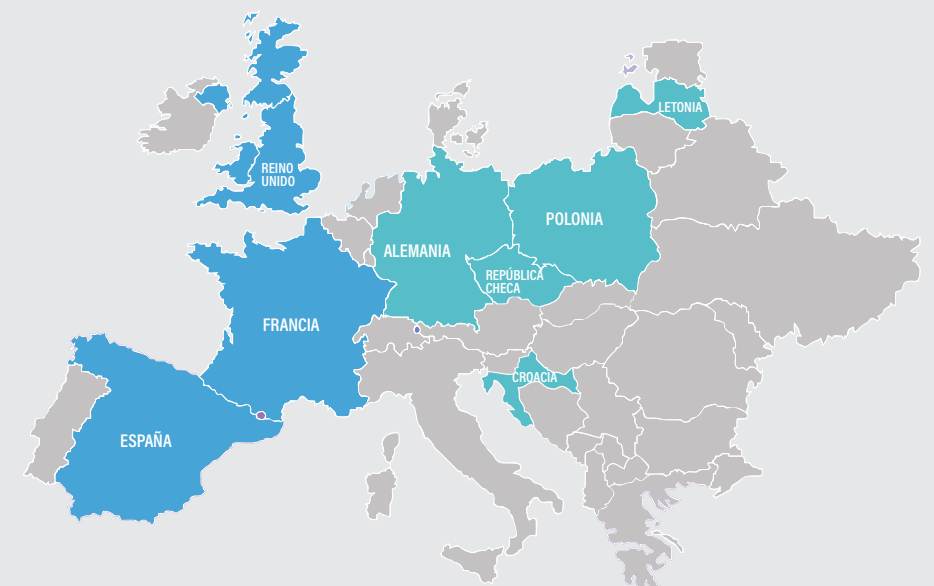 LETONIA
REINO
UNIDO
POLONIA
ALEMANIA
REPÚBLICA
CHECA
FRANCIA
CROACIA
ESPAÑA